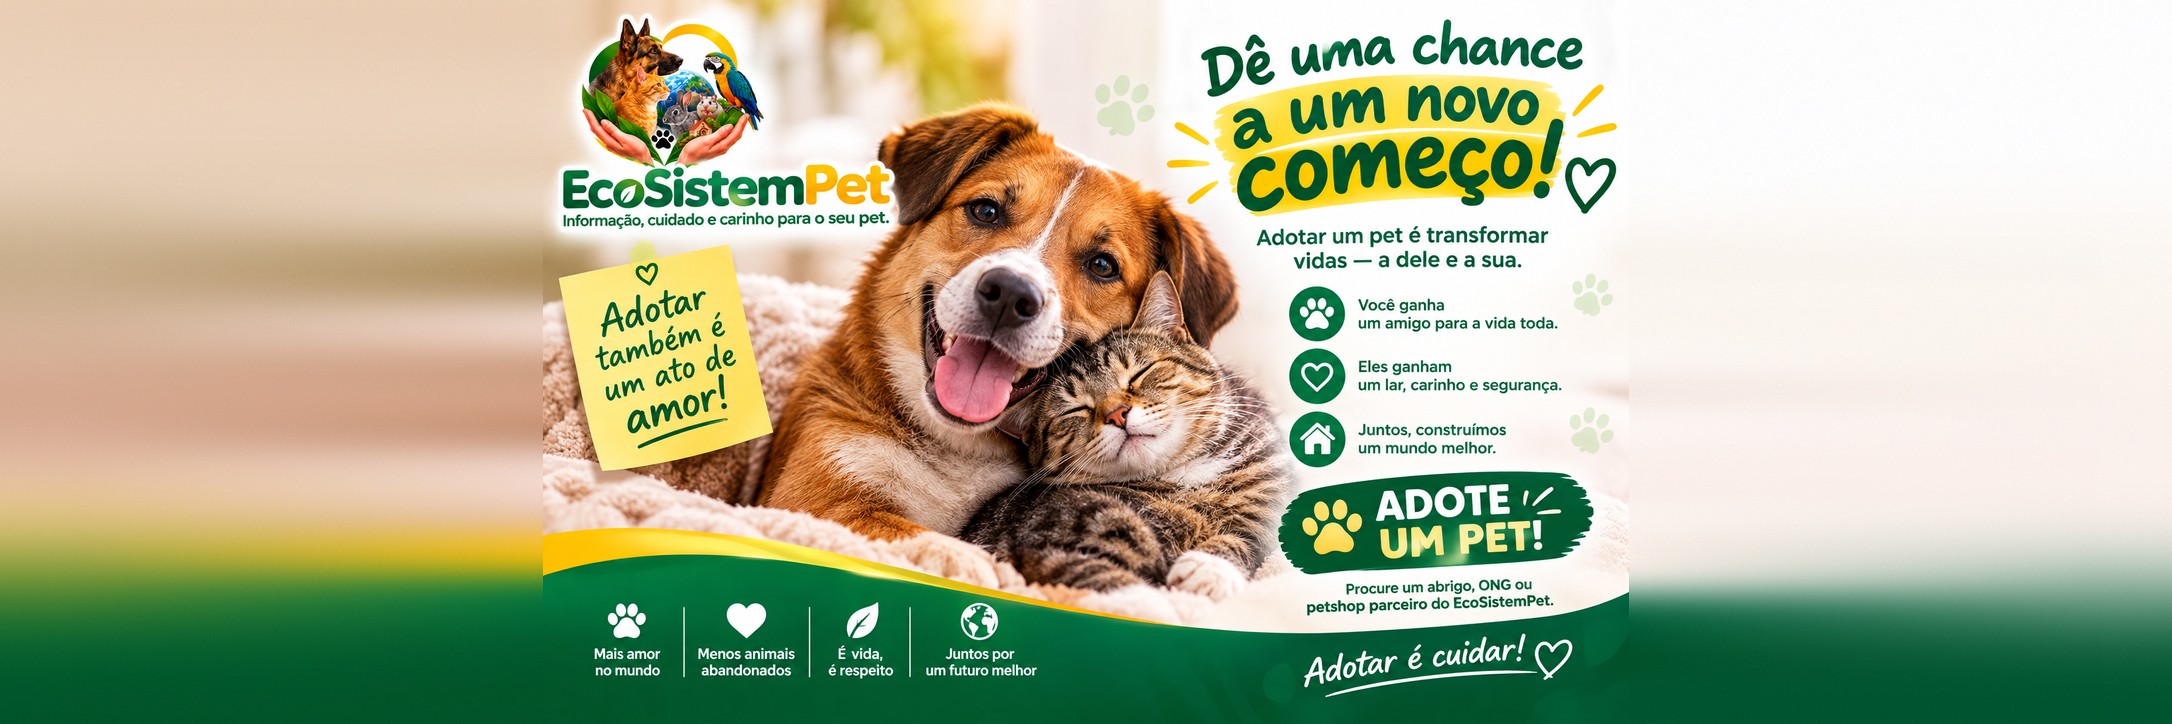 EcoSistemPet
Informação, cuidado e carinho para o seu pet.
Adotar
também é
um ato de
amor!
Dê uma chance
a um novo
começo!
Adotar um pet é transformar
vidas — a dele e a sua.
Você ganha
um amigo para a vida toda.
Eles ganham
um lar, carinho e segurança.
Juntos, construímos
um mundo melhor.
ADOTE
UM PET!
Procure um abrigo, ONG ou
petshop parceiro do EcoSistemPet.
Mais amor
no mundo
Menos animais
abandonados
É vida,
é respeito
Juntos por
um futuro melhor
Adotar é cuidar!